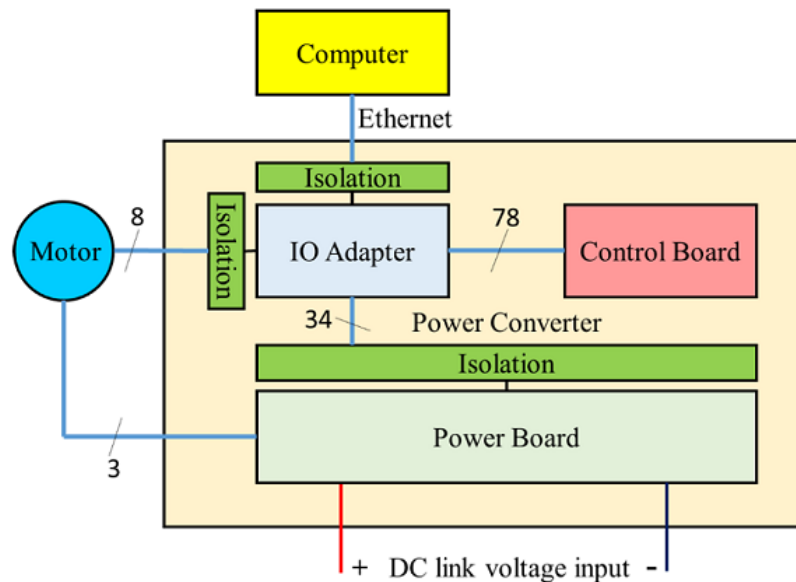 Computer
Ethernet
Isolation
Isolation
8
78
Motor
IO Adapter
Control Board
34
Power Converter
Isolation
Power Board
3
+ DC link voltage input -